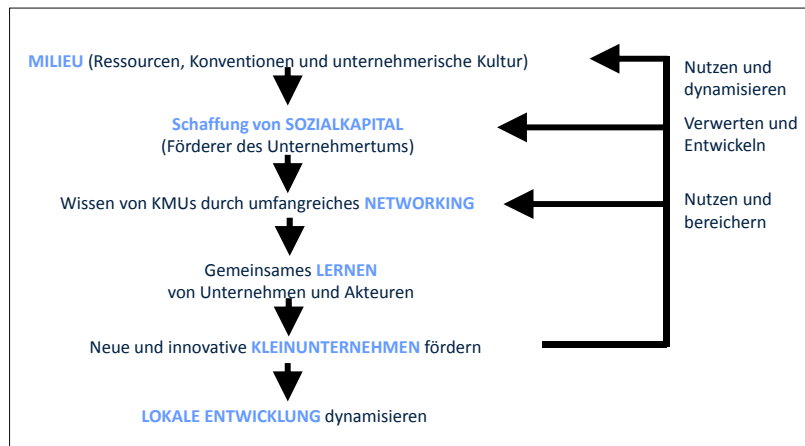 MILIEU (Ressourcen, Konventionen und unternehmerische Kultur)
Nutzen und
dynamisieren
Schaffung von SOZIALKAPITAL
(Förderer des Unternehmertums)
Verwerten und
Entwickeln
Wissen von KMUs durch umfangreiches NETWORKING
Nutzen und
bereichern
Gemeinsames LERNEN
von Unternehmen und Akteuren
Neue und innovative KLEINUNTERNEHMEN fördern
LOKALE ENTWICKLUNG dynamisieren